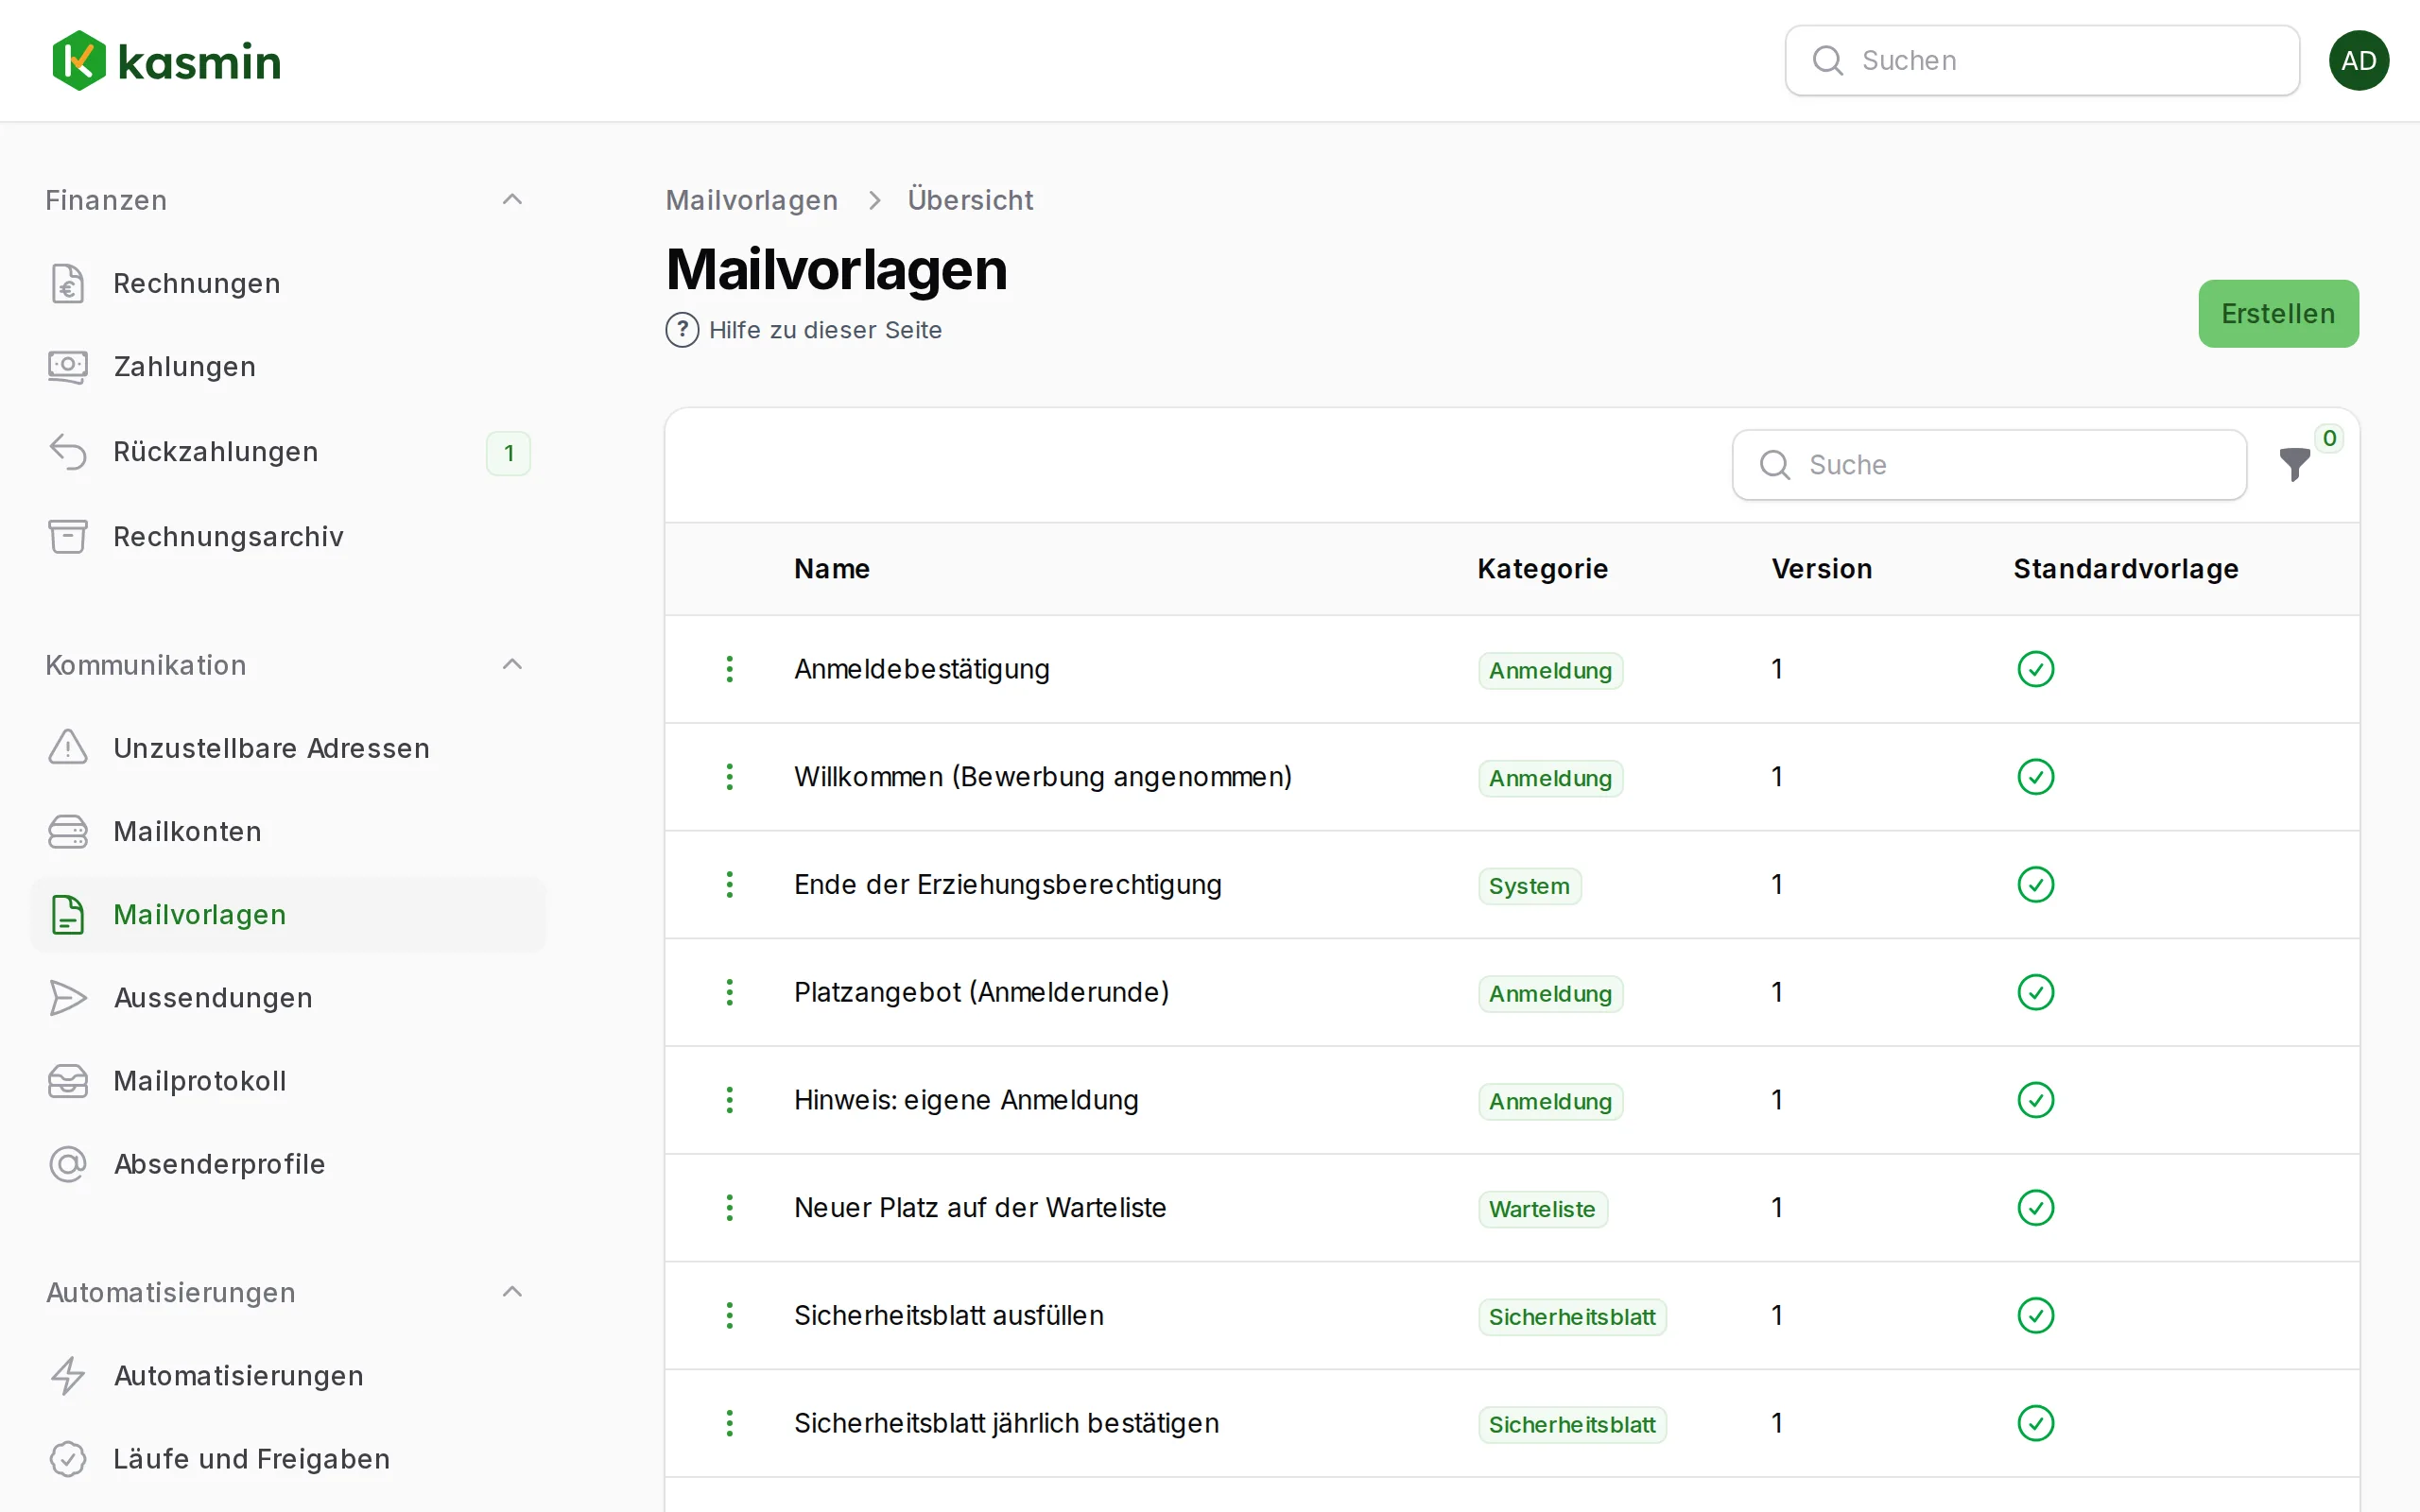 kasmin
Suchen
AD
Finanzen
Rechnungen
Zahlungen
Rückzahlungen 1
Rechnungsarchiv
Kommunikation
Unzustellbare Adressen
Mailkonten
Mailvorlagen
Aussendungen
Mailprotokoll
Absenderprofile
Automatisierungen
Automatisierungen
Läufe und Freigaben
Mailvorlagen Übersicht
Mailvorlagen
? Hilfe zu dieser Seite
Erstellen
Suche
0
Name Kategorie Version Standardvorlage
Anmeldebestätigung Anmeldung 1
Willkommen (Bewerbung angenommen) Anmeldung 1
Ende der Erziehungsberechtigung System 1
Platzangebot (Anmelderunde) Anmeldung 1
Hinweis: eigene Anmeldung Anmeldung 1
Neuer Platz auf der Warteliste Warteliste 1
Sicherheitsblatt ausfüllen Sicherheitsblatt 1
Sicherheitsblatt jährlich bestätigen Sicherheitsblatt 1